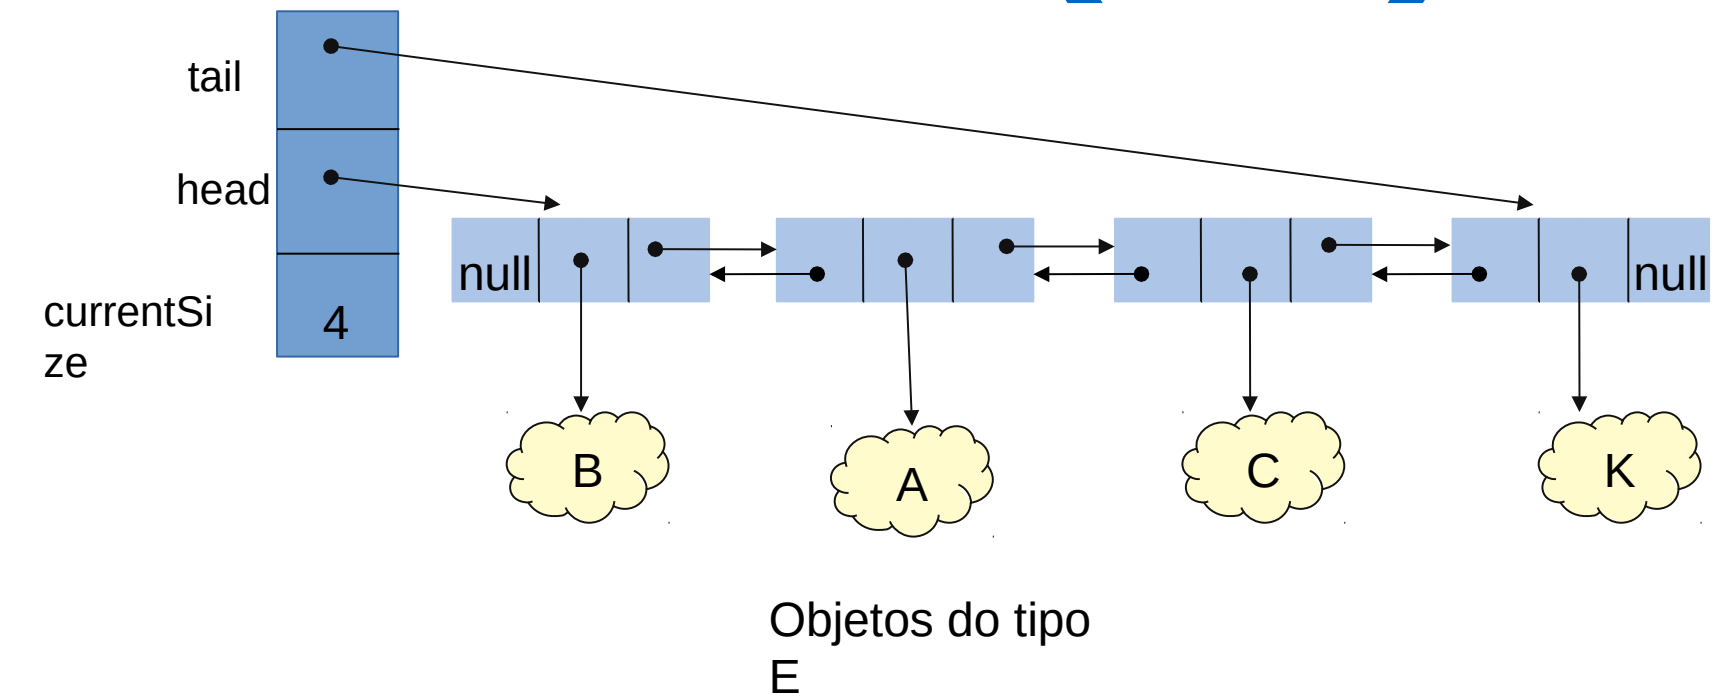 tail
head
null
null
currentSi
ze
4
B
A
C
K
Objetos do tipo
E